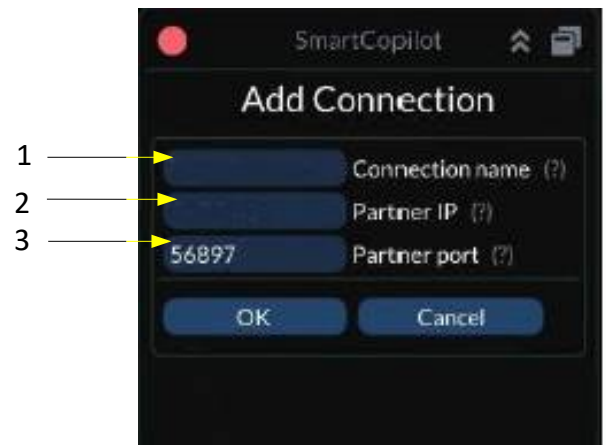 SmartCopilot
Add Connection
1 Connection name (?)
2 Partner IP (?)
3 56897 Partner port (?)
OK Cancel